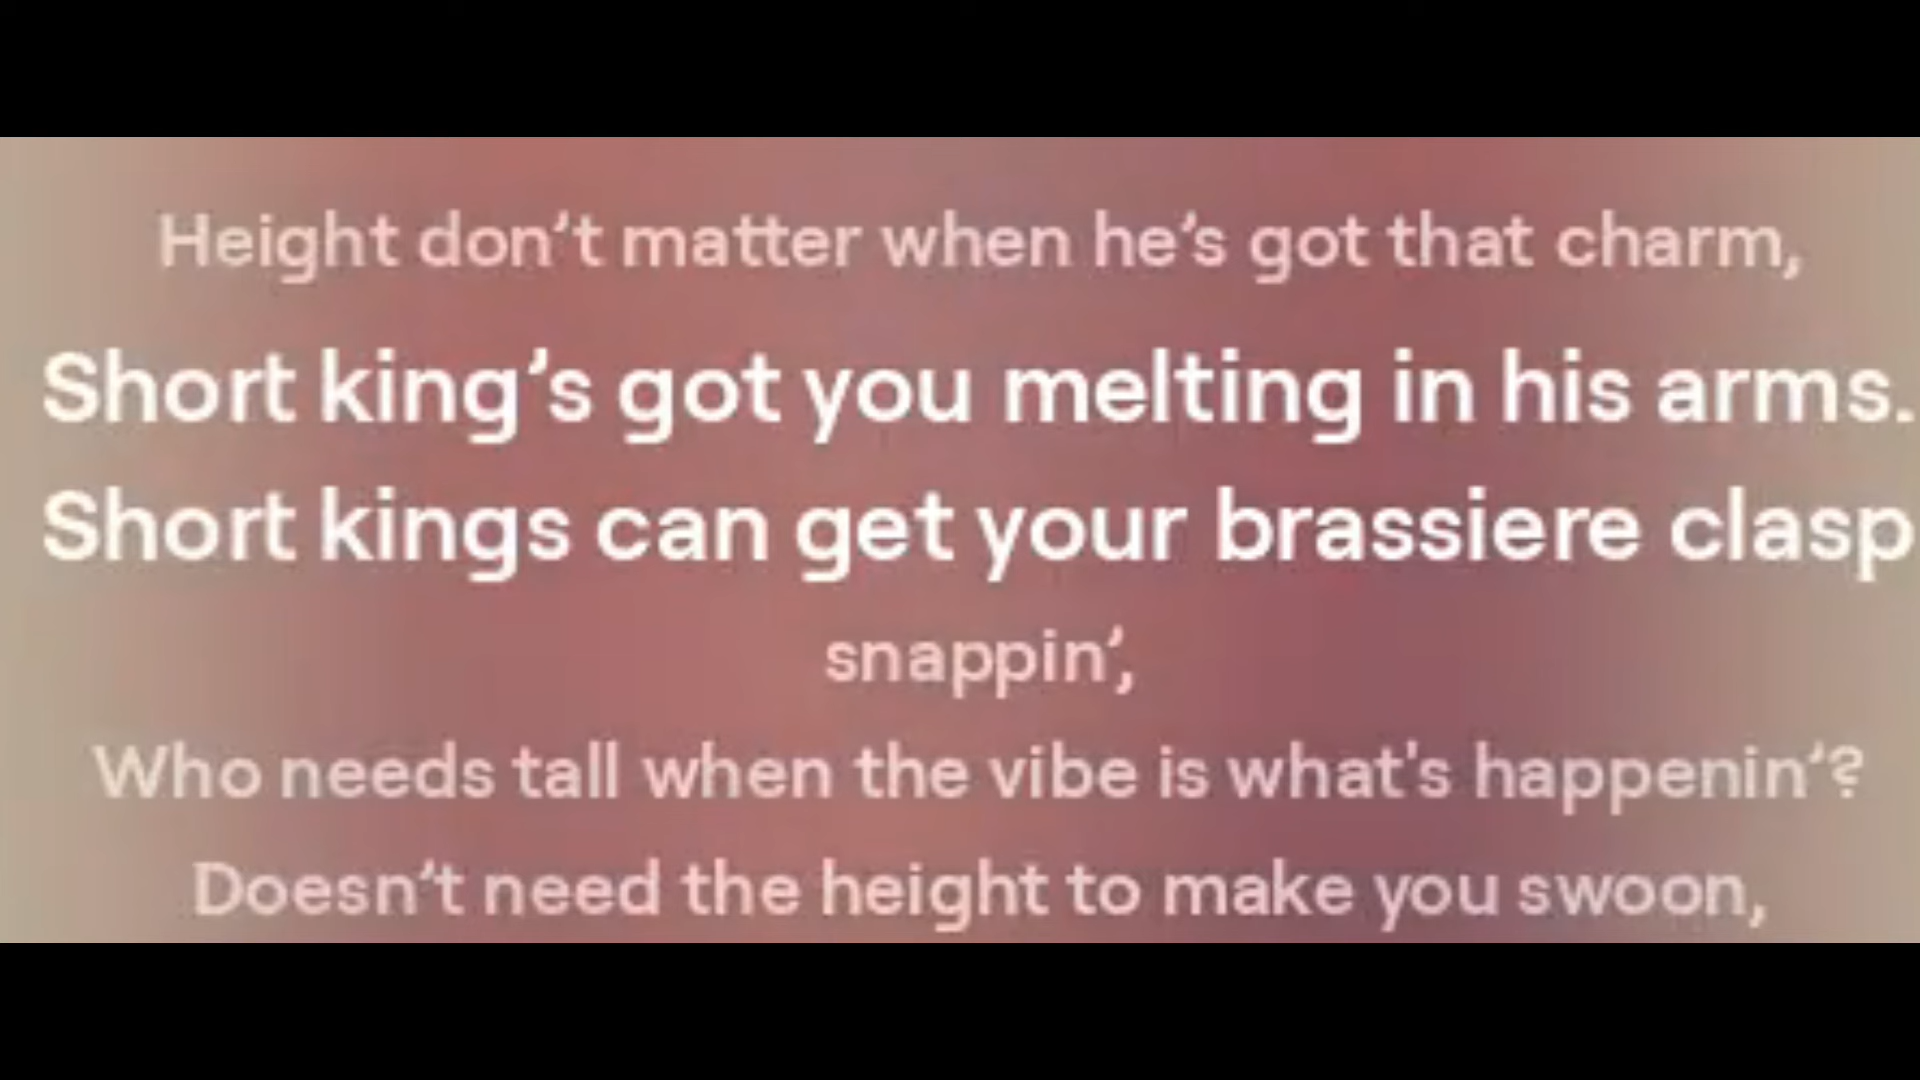 Height don’t matter when he’s got that charm,
Short king’s got you melting in his arms.
Short kings can get your brassiere clasp
snappin’,
Who needs tall when the vibe is what's happenin’?
Doesn’t need the height to make you swoon,